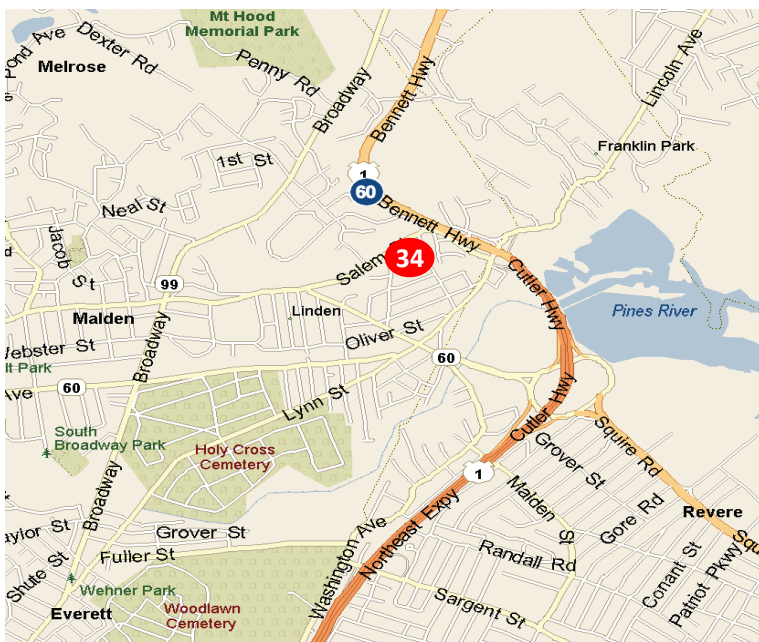 Mt Hood
Memorial Park
Pond Ave
Dexter Rd
Melrose
Penny Rd
Broadway
Bennett Hwy
Lincoln Ave
Franklin Park
1st St
1
60
Bennett Hwy
Neal St
Jacob St
Salem
34
Cutler Hwy
99
Linden
Malden
Pines River
Oliver St
Webster St
60
Broadway
60
Lynn St
Cutler Hwy
South
Broadway Park
Holy Cross
Cemetery
Grover St
Squire Rd
1
Broadway
Malden St
Gore Rd
Revere
Grover St
Washington Ave
Northeast Expy
Fuller St
Randall Rd
Conant St
Patriot Pkwy
Shute St
Wehner Park
Everett
Woodlawn
Cemetery
Sargent St